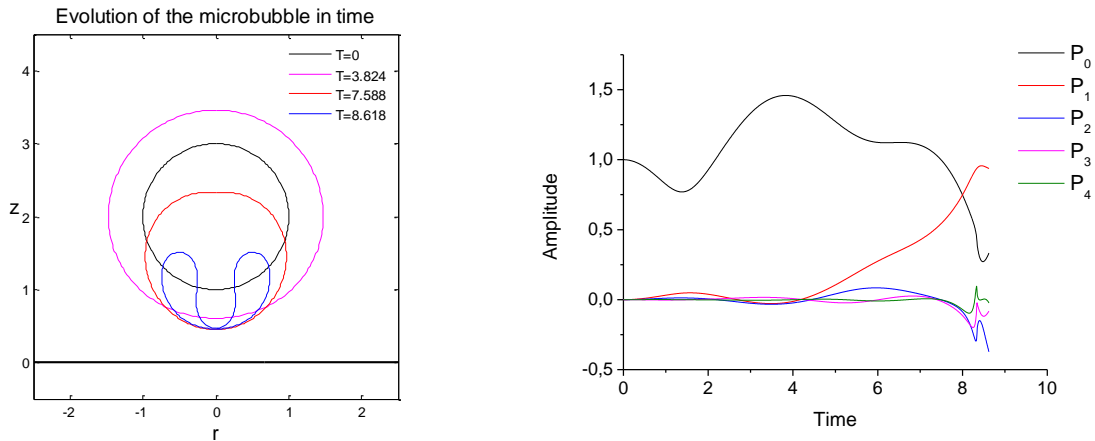 Evolution of the microbubble in time
T=0
T=3.824
T=7.588
T=8.618
4
3
z
2
1
0
-2 -1 0 1 2
r
P0
P1
P2
P3
P4
1,5
1,0
Amplitude
0,5
0,0
-0,5
0 2 4 6 8 10
Time